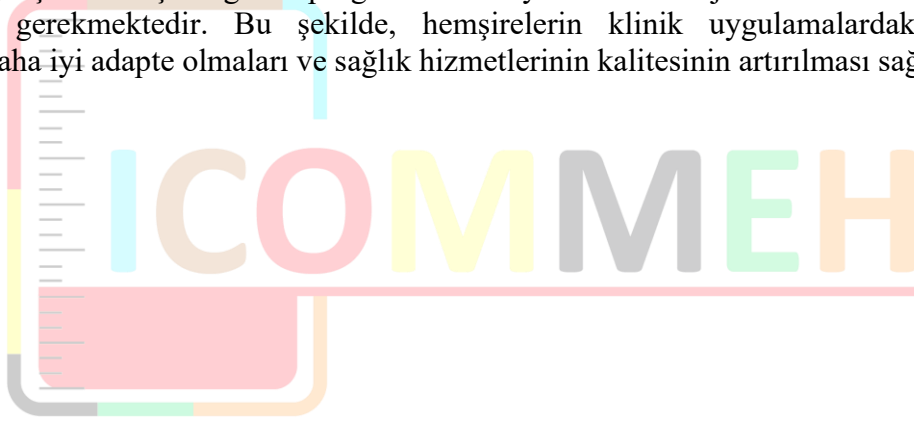 gerekmektedir. Bu şekilde, hemşirelerin klinik uygulamalardak
aha iyi adapte olmaları ve sağlık hizmetlerinin kalitesinin artırılması sağ
ICOMMEH